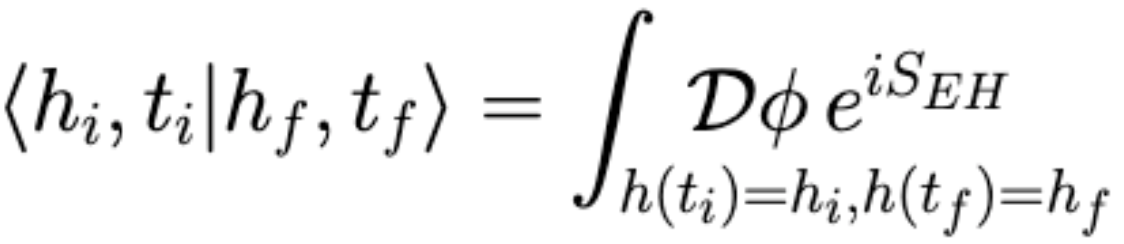 ⟨h_i, t_i|h_f, t_f⟩ = ∫_{h(t_i)=h_i,h(t_f)=h_f} 𝒟ϕ e^{iS_{EH}}